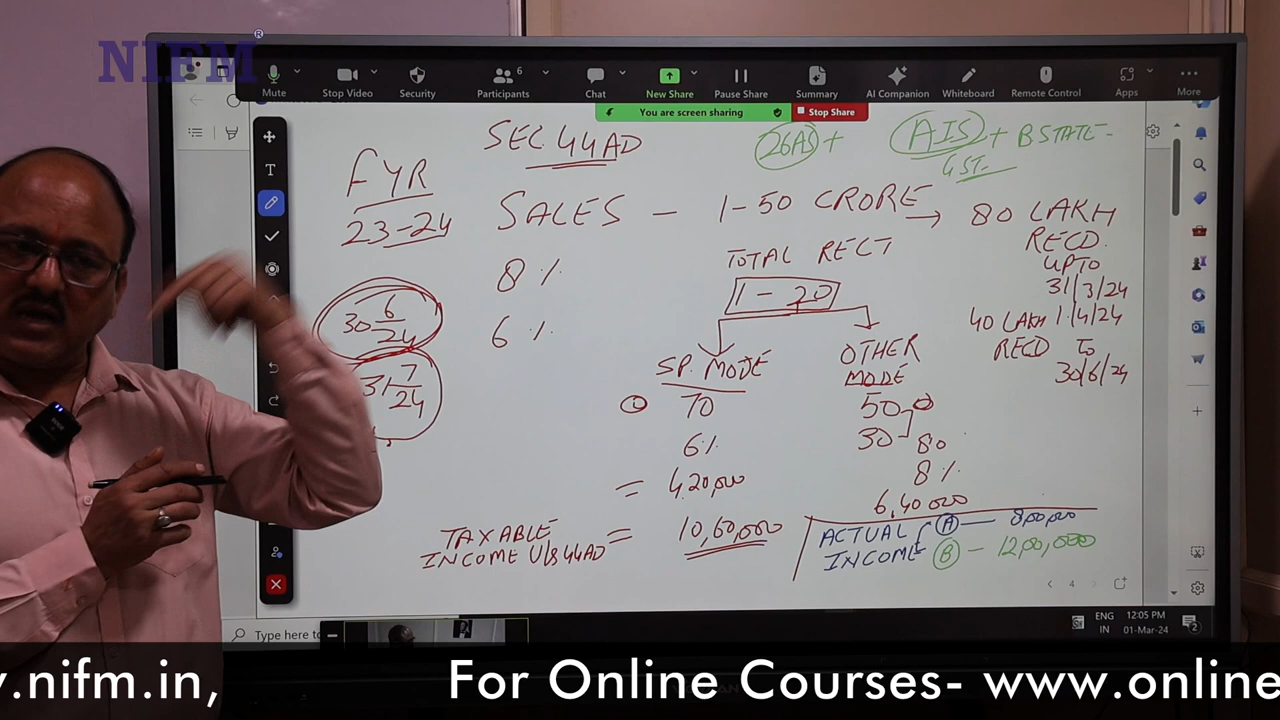 NIFM®
Mute
Stop Video
Security
Participants 6
Chat
New Share
Pause Share
Summary
AI Companion
Whiteboard
Remote Control
Apps
More
You are screen sharing
Stop Share
SEC 44AD
26AS +
AIS + B STATE-
GST-
FYR
23-24
SALES - 1-50 CRORE → 80 LAKH
RECD.
UPTO
31/3/24
8%
6%
TOTAL RECT
1-20
40 LAKH 1/4/24
RECD TO
30/6/24
30 6/24
31 7/24
SP. MODE
OTHER
MODE
70
50
30
80
6%
8%
= 420,000
6,40000
TAXABLE
INCOME U/S 44AD = 10,60,000
ACTUAL
INCOME
A - 8,00,000
B - 12,00,000
4
Type here to
ENG
IN
12:05 PM
01-Mar-24
2
.nifm.in,
For Online Courses- www.online